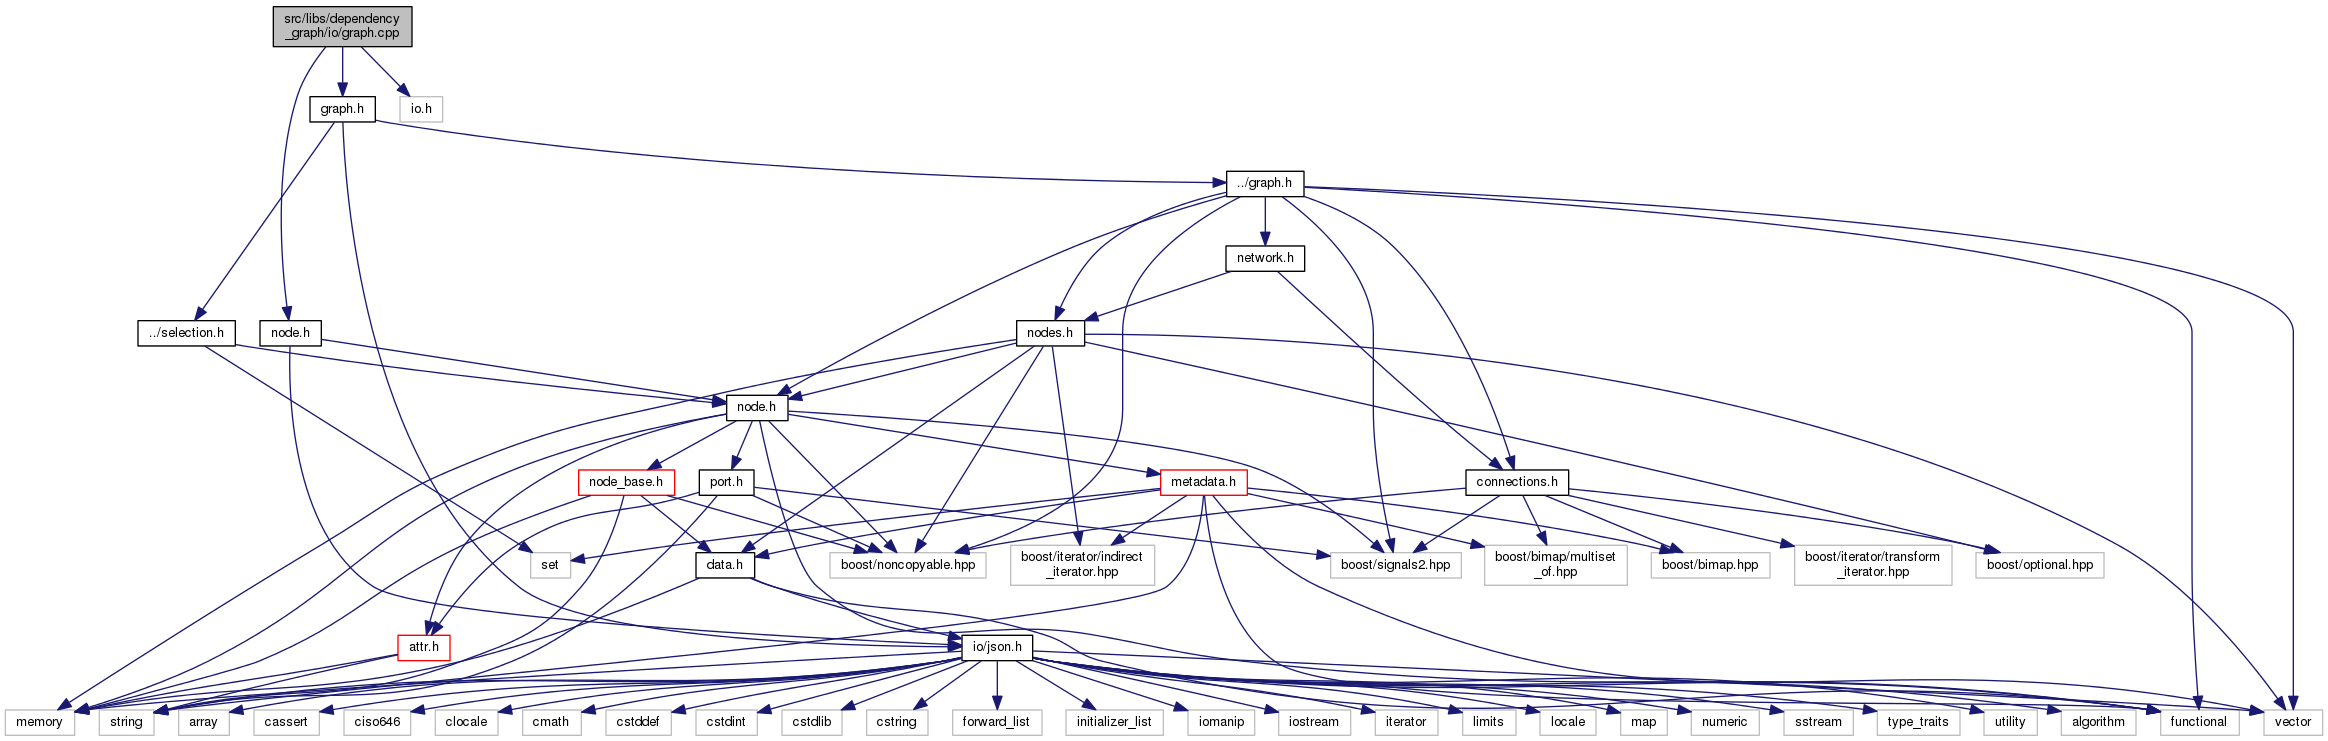 src/libs/dependency
_graph/io/graph.cpp
graph.h
io.h
../graph.h
network.h
../selection.h
node.h
nodes.h
node.h
node_base.h
port.h
metadata.h
connections.h
set
data.h
boost/noncopyable.hpp
boost/iterator/indirect
_iterator.hpp
boost/signals2.hpp
boost/bimap/multiset
_of.hpp
boost/bimap.hpp
boost/iterator/transform
_iterator.hpp
boost/optional.hpp
attr.h
io/json.h
memory
string
array
cassert
ciso646
clocale
cmath
cstddef
cstdint
cstdlib
cstring
forward_list
initializer_list
iomanip
iostream
iterator
limits
locale
map
numeric
sstream
type_traits
utility
algorithm
functional
vector